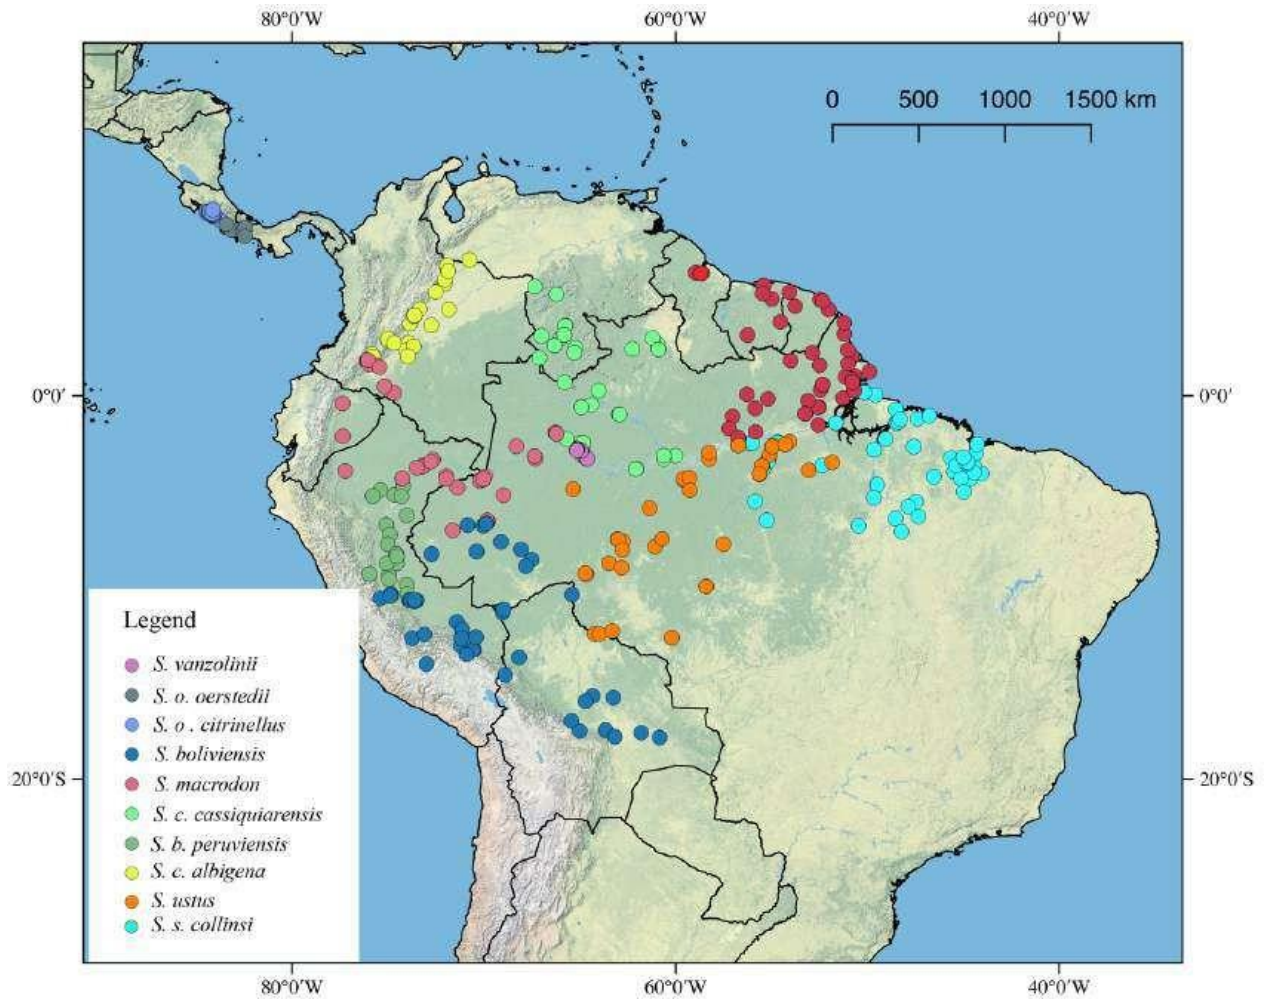 80°0'W 60°0'W 40°0'W
0 500 1000 1500 km
0°0' 0°0'
Legend
S. vanzolinii
S. o. oerstedii
S. o . citrinellus
S. boliviensis
S. macrodon
20°0'S 20°0'S
S. c. cassiquiarensis
S. b. peruviensis
S. c. albigena
S. ustus
S. s. collinsi
80°0'W 60°0'W 40°0'W